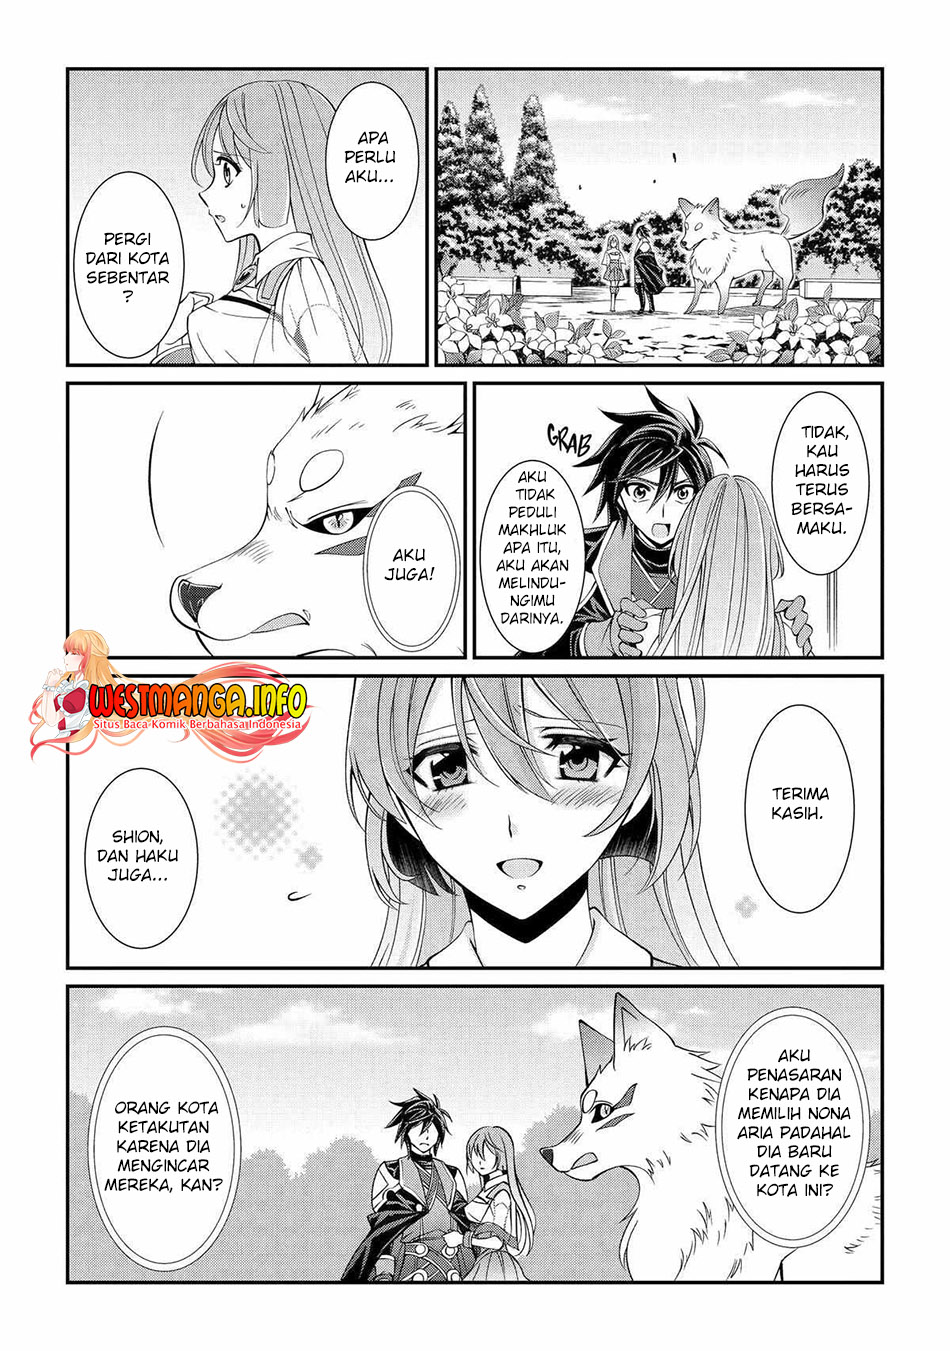 APA
PERLU
AKU...
PERGI
DARI KOTA
SEBENTAR
?
TIDAK,
KAU
HARUS
TERUS
BERSA-
MAKU.
GRAB
AKU
TIDAK
PEDULI
MAKHLUK
APA ITU,
AKU AKAN
MELINDU-
NGIMU
DARINYA.
AKU
JUGA!
WESTMANGA.INFO
Situs Baca Komik Berbahasa Indonesia
TERIMA
KASIH.
SHION,
DAN HAKU
JUGA...
AKU
PENASARAN
KENAPA DIA
MEMILIH NONA
ARIA PADAHAL
DIA BARU
DATANG KE
KOTA INI?
ORANG KOTA
KETAKUTAN
KARENA DIA
MENGINCAR
MEREKA, KAN?